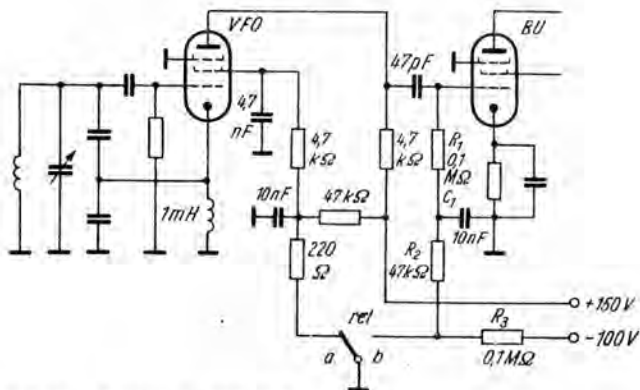 VFO
BU
47pF
4,7
nF
4,7
kΩ
4,7
kΩ
R1
0,1
MΩ
C1
1mH
10nF
47kΩ
10nF
220
Ω
R2
47kΩ
+150V
rel
R3
-100V
a
b
0,1MΩ